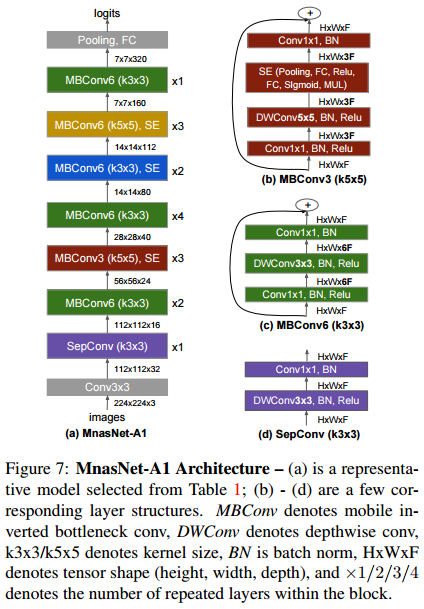 logits
Pooling, FC
7x7x320
MBConv6 (k3x3)
x1
7x7x160
MBConv6 (k5x5), SE
x3
14x14x112
MBConv6 (k3x3), SE
x2
14x14x80
MBConv6 (k3x3)
x4
28x28x40
MBConv3 (k5x5), SE
x3
56x56x24
MBConv6 (k3x3)
x2
112x112x16
SepConv (k3x3)
x1
112x112x32
Conv3x3
224x224x3
images
(a) MnasNet-A1
+
HxWxF
Conv1x1, BN
HxWx3F
SE (Pooling, FC, Relu,
FC, SIgmoid, MUL)
HxWx3F
DWConv5x5, BN, Relu
HxWx3F
Conv1x1, BN, Relu
HxWxF
(b) MBConv3 (k5x5)
+
HxWxF
Conv1x1, BN
HxWx6F
DWConv3x3, BN, Relu
HxWx6F
Conv1x1, BN, Relu
HxWxF
(c) MBConv6 (k3x3)
HxWxF
Conv1x1, BN
HxWxF
DWConv3x3, BN, Relu
HxWxF
(d) SepConv (k3x3)
Figure 7: MnasNet-A1 Architecture – (a) is a representa-
tive model selected from Table 1; (b) - (d) are a few cor-
responding layer structures. MBConv denotes mobile in-
verted bottleneck conv, DWConv denotes depthwise conv,
k3x3/k5x5 denotes kernel size, BN is batch norm, HxWxF
denotes tensor shape (height, width, depth), and ×1/2/3/4
denotes the number of repeated layers within the block.